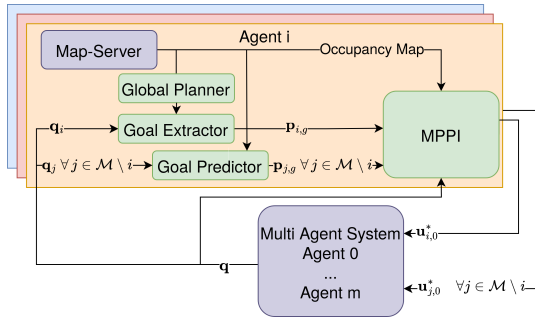 Agent i
Map-Server
Occupancy Map
Global Planner
q_i
Goal Extractor
p_{i,g}
MPPI
q_j ∀ j ∈ M \ i
Goal Predictor
p_{j,g} ∀ j ∈ M \ i
Multi Agent System
Agent 0
...
Agent m
u^*_{i,0}
q
u^*_{j,0} ∀j ∈ M \ i